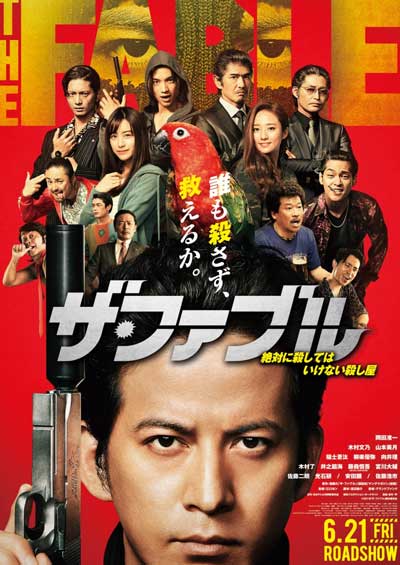 THE
FABLE
誰も殺さず、
救えるか。
ザ・ファブル
絶対に殺しては
いけない殺し屋
岡田准一
木村文乃 山本美月
福士蒼汰 柳楽優弥 向井理
木村了 井之脇海 藤森慎吾 宮川大輔
佐藤二朗 光石研 / 安田顕 / 佐藤浩市
6.21 FRI
ROADSHOW